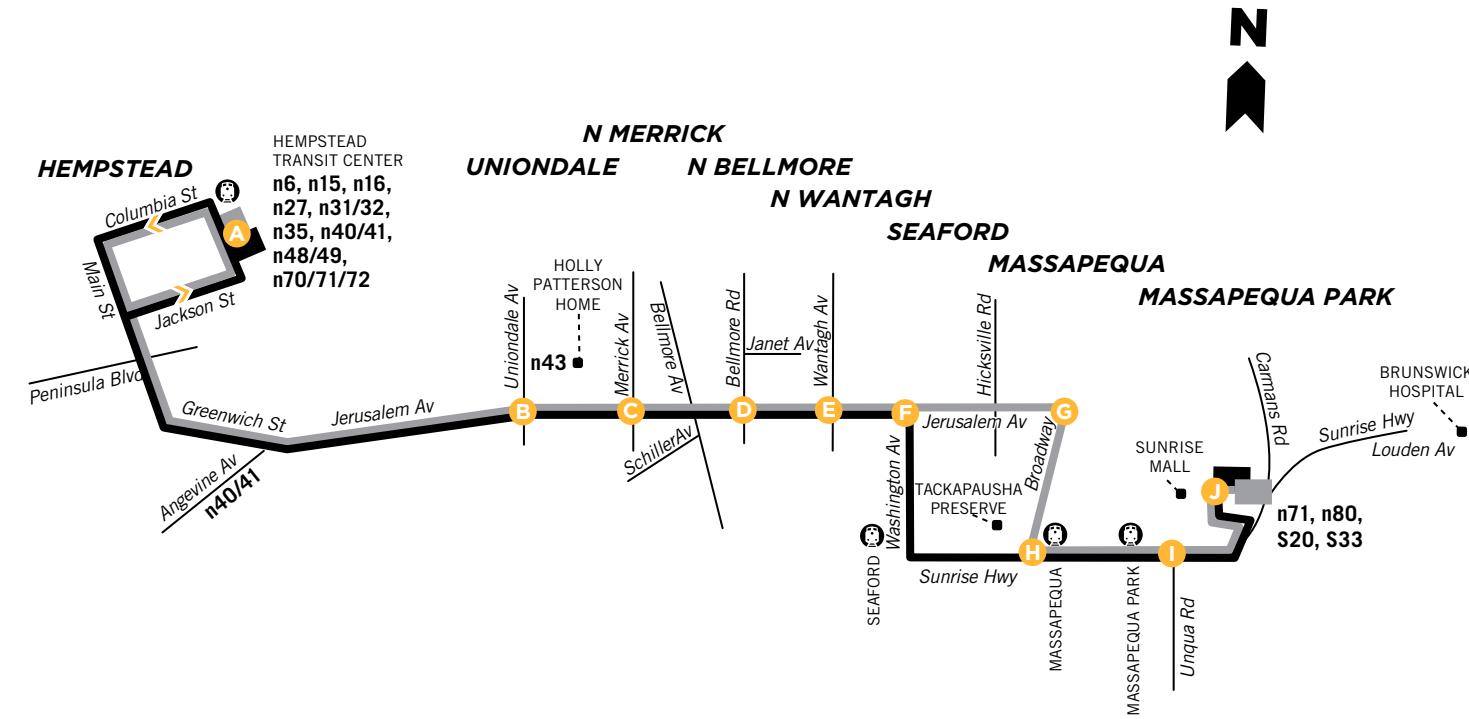 N
N MERRICK
HEMPSTEAD
HEMPSTEAD
TRANSIT CENTER
n6, n15, n16,
n27, n31/32,
n35, n40/41,
n48/49,
n70/71/72
UNIONDALE
N BELLMORE
N WANTAGH
SEAFORD
MASSAPEQUA
MASSAPEQUA PARK
Columbia St
A
Main St
Jackson St
Peninsula Blvd
Greenwich St
Jerusalem Av
Angevine Av
n40/41
Uniondale Av
HOLLY
PATTERSON
HOME
n43
Merrick Av
Bellmore Av
SchillerAv
Bellmore Rd
Janet Av
Wantagh Av
Hicksville Rd
B
C
D
E
F
G
Jerusalem Av
Washington Av
Broadway
TACKAPAUSHA
PRESERVE
SEAFORD
Sunrise Hwy
H
MASSAPEQUA
MASSAPEQUA PARK
I
Unqua Rd
SUNRISE
MALL
J
Carmans Rd
BRUNSWICK
HOSPITAL
Sunrise Hwy
Louden Av
n71, n80,
S20, S33